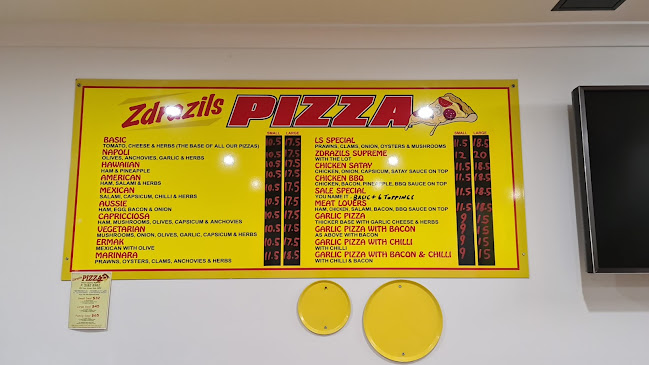 Zdrazils PIZZA
SMALL LARGE
BASIC 10.5 17.5
TOMATO, CHEESE & HERBS (THE BASE OF ALL OUR PIZZAS)
NAPOLI 10.5 17.5
OLIVES, ANCHOVIES, GARLIC & HERBS
HAWAIIAN 10.5 17.5
HAM & PINEAPPLE
AMERICAN 10.5 17.5
HAM, SALAMI & HERBS
MEXICAN 10.5 17.5
SALAMI, CAPSICUM, CHILLI & HERBS
AUSSIE 10.5 17.5
HAM, EGG, BACON & ONION
CAPRICCIOSA 10.5 17.5
HAM, MUSHROOMS, OLIVES, CAPSICUM & ANCHOVIES
VEGETARIAN 10.5 17.5
MUSHROOMS, ONION, OLIVES, GARLIC, CAPSICUM & HERBS
ERMAK 10.5 17.5
MEXICAN WITH OLIVE
MARINARA 11.5 18.5
PRAWNS, OYSTERS, CLAMS, ANCHOVIES & HERBS
SMALL LARGE
LS SPECIAL 11.5 18.5
PRAWNS, CLAMS, ONION, OYSTERS & MUSHROOMS
ZDRAZILS SUPREME 12 20
WITH THE LOT
CHICKEN SATAY 11.5 18.5
CHICKEN, ONION, CAPSICUM, SATAY SAUCE ON TOP
CHICKEN BBQ 11.5 18.5
CHICKEN, BACON, PINEAPPLE, BBQ SAUCE ON TOP
SALE SPECIAL 11.5 18.5
YOU NAME IT - BASIC + 6 TOPPINGS
MEAT LOVERS 11.5 18.5
HAM, CHICKEN, SALAMI, BACON, BBQ SAUCE ON TOP
GARLIC PIZZA 9 15
THICKER BASE WITH GARLIC CHEESE & HERBS
GARLIC PIZZA WITH BACON 9 15
AS ABOVE WITH BACON
GARLIC PIZZA WITH CHILLI 9 15
WITH CHILLI
GARLIC PIZZA WITH BACON & CHILLI 9 15
WITH CHILLI & BACON
PIZZA